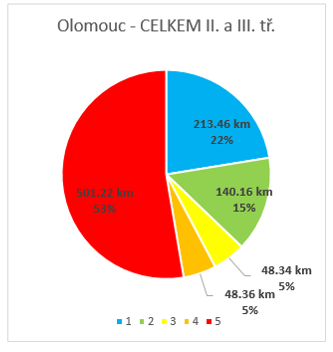 Olomouc - CELKEM II. a III. tř.
213.46 km
22%
140.16 km
15%
48.34 km
5%
48.36 km
5%
501.22 km
53%
1 2 3 4 5